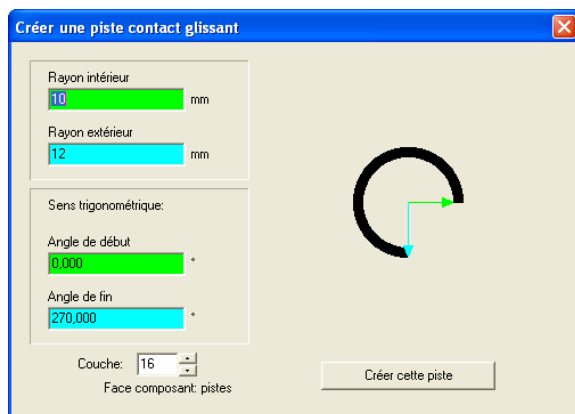 Créer une piste contact glissant
Rayon intérieur
10 mm
Rayon extérieur
12 mm
Sens trigonométrique:
Angle de début
0,000 °
Angle de fin
270,000 °
Couche: 16
Face composant: pistes
Créer cette piste